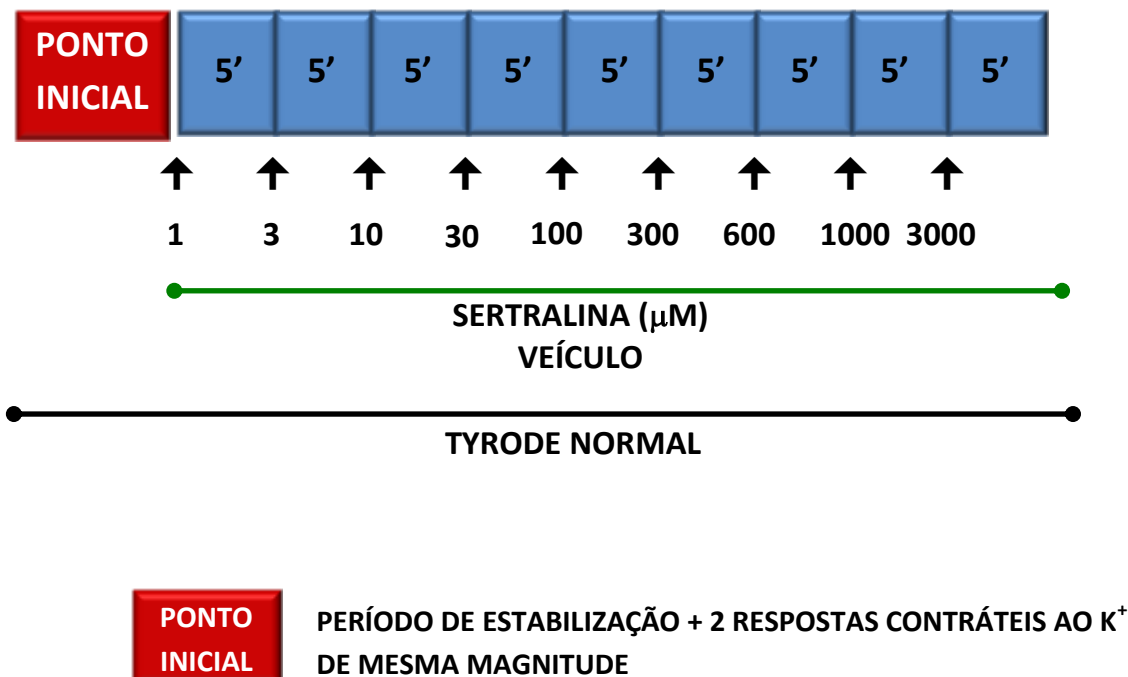 PONTO
INICIAL
5’ 5’ 5’ 5’ 5’ 5’ 5’ 5’ 5’
1 3 10 30 100 300 600 1000 3000
SERTRALINA (μM)
VEÍCULO
TYRODE NORMAL
PONTO
INICIAL
PERÍODO DE ESTABILIZAÇÃO + 2 RESPOSTAS CONTRÁTEIS AO K⁺
DE MESMA MAGNITUDE